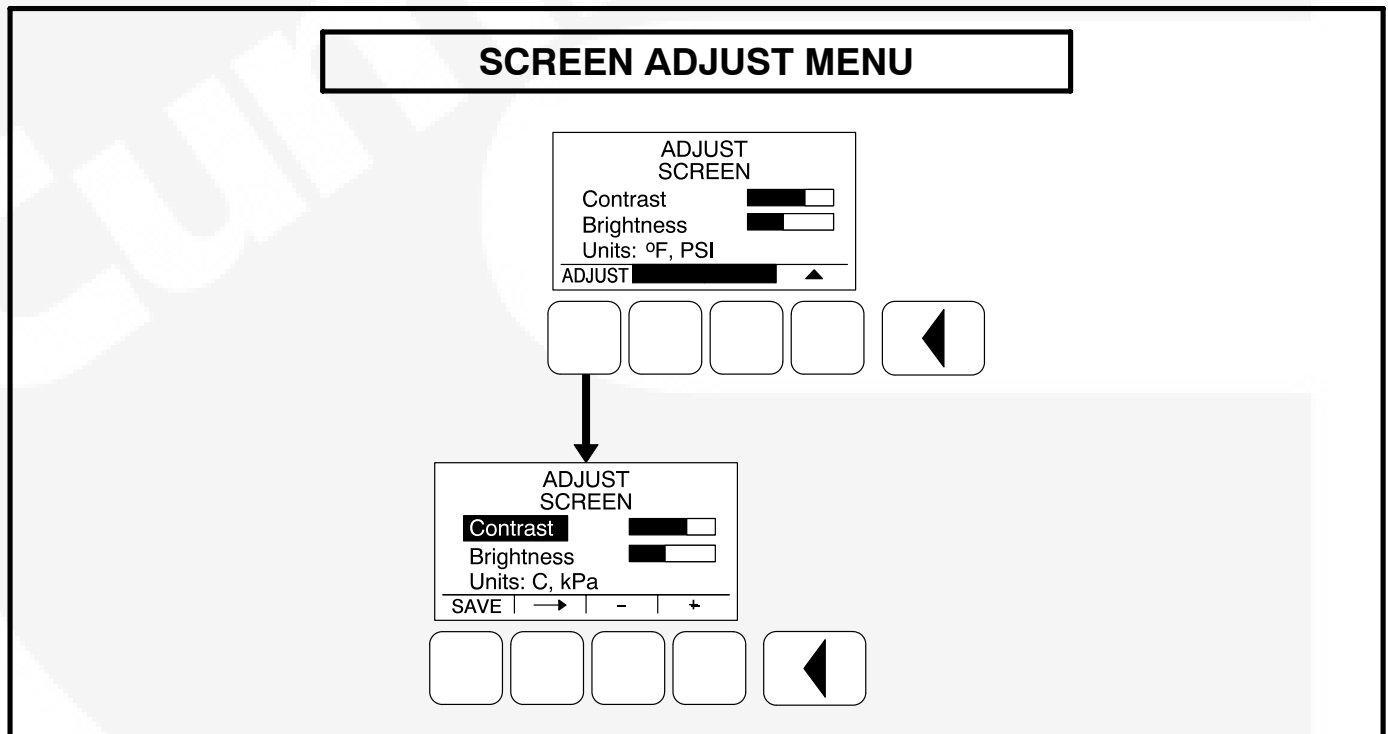 SCREEN ADJUST MENU
ADJUST
SCREEN
Contrast
Brightness
Units: ºF, PSI
ADJUST
ADJUST
SCREEN
Contrast
Brightness
Units: C, kPa
SAVE → - +